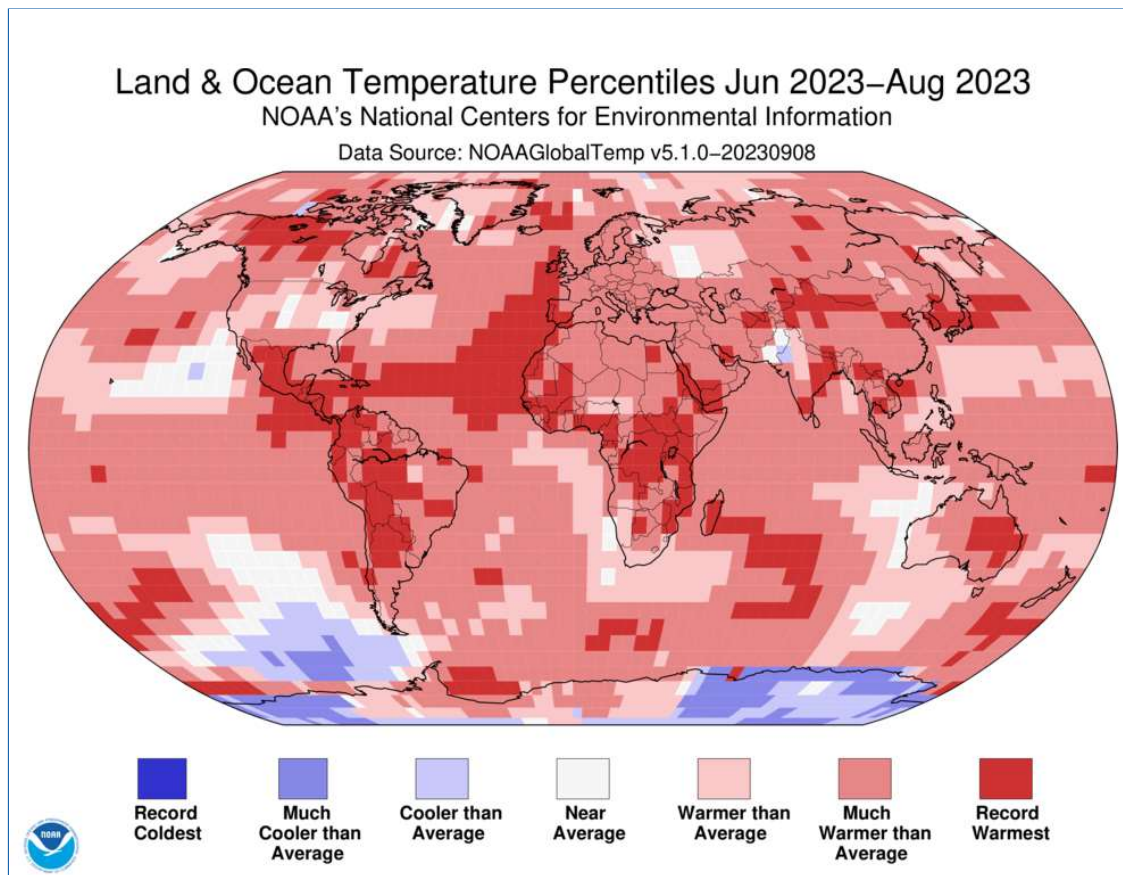 Land & Ocean Temperature Percentiles Jun 2023–Aug 2023
NOAA's National Centers for Environmental Information
Data Source: NOAAGlobalTemp v5.1.0–20230908
Record
Coldest
Much
Cooler than
Average
Cooler than
Average
Near
Average
Warmer than
Average
Much
Warmer than
Average
Record
Warmest
NOAA